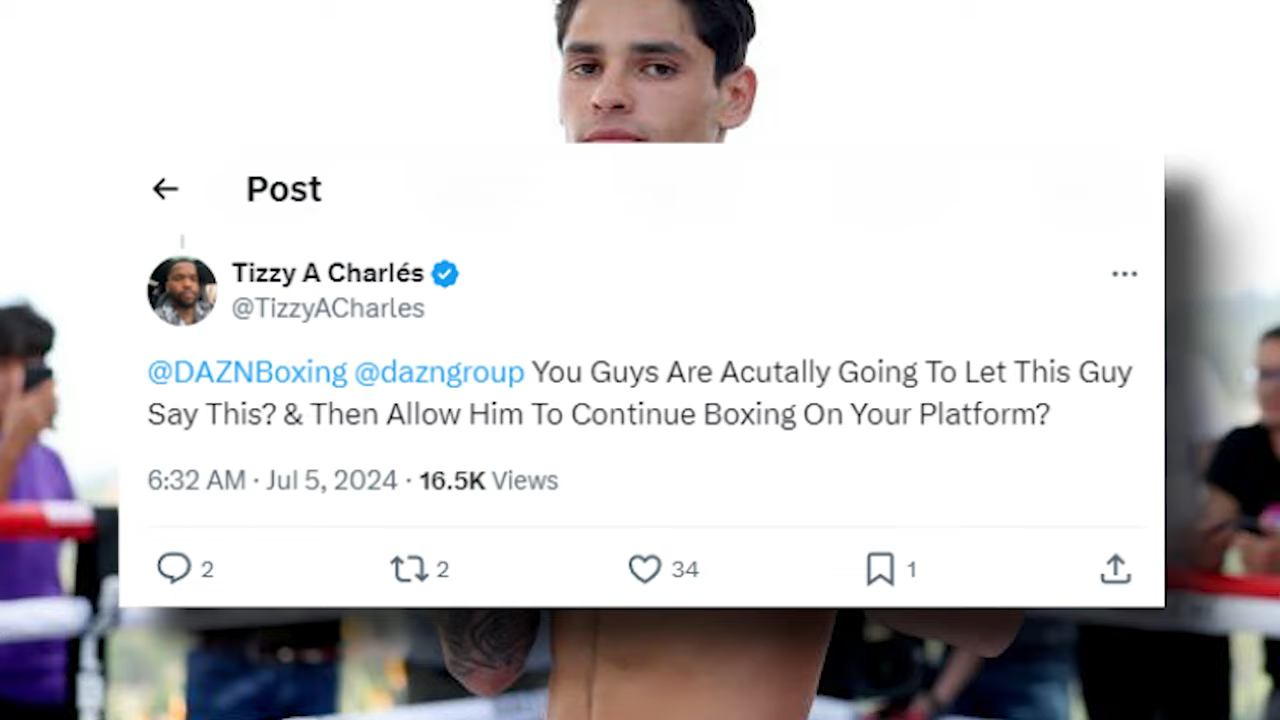 Post
Tizzy A Charlés
@TizzyACharles
@DAZNBoxing @dazngroup You Guys Are Acutally Going To Let This Guy
Say This? & Then Allow Him To Continue Boxing On Your Platform?
6:32 AM · Jul 5, 2024 · 16.5K Views
2 2 34 1